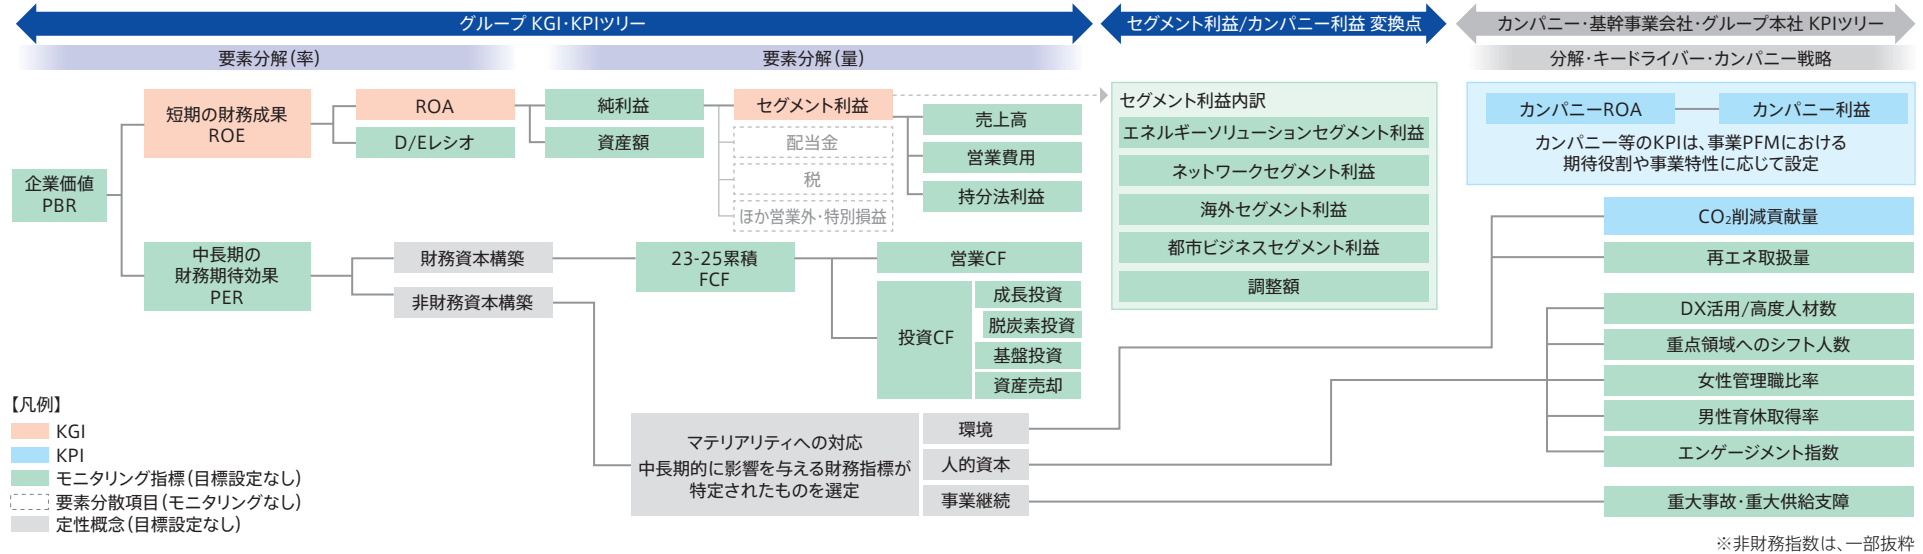 グループ KGI・KPIツリー
セグメント利益/カンパニー利益 変換点
カンパニー・基幹事業会社・グループ本社 KPIツリー
要素分解(率)
要素分解(量)
分解・キードライバー・カンパニー戦略
企業価値
PBR
短期の財務成果
ROE
ROA
D/Eレシオ
純利益
資産額
セグメント利益
配当金
税
ほか営業外・特別損益
売上高
営業費用
持分法利益
中長期の
財務期待効果
PER
財務資本構築
非財務資本構築
23-25累積
FCF
営業CF
投資CF
成長投資
脱炭素投資
基盤投資
資産売却
マテリアリティへの対応
中長期的に影響を与える財務指標が
特定されたものを選定
環境
人的資本
事業継続
セグメント利益内訳
エネルギーソリューションセグメント利益
ネットワークセグメント利益
海外セグメント利益
都市ビジネスセグメント利益
調整額
カンパニーROA
カンパニー利益
カンパニー等のKPIは、事業PFMにおける
期待役割や事業特性に応じて設定
CO₂削減貢献量
再エネ取扱量
DX活用/高度人材数
重点領域へのシフト人数
女性管理職比率
男性育休取得率
エンゲージメント指数
重大事故・重大供給支障
【凡例】
KGI
KPI
モニタリング指標(目標設定なし)
要素分散項目(モニタリングなし)
定性概念(目標設定なし)
※非財務指数は、一部抜粋